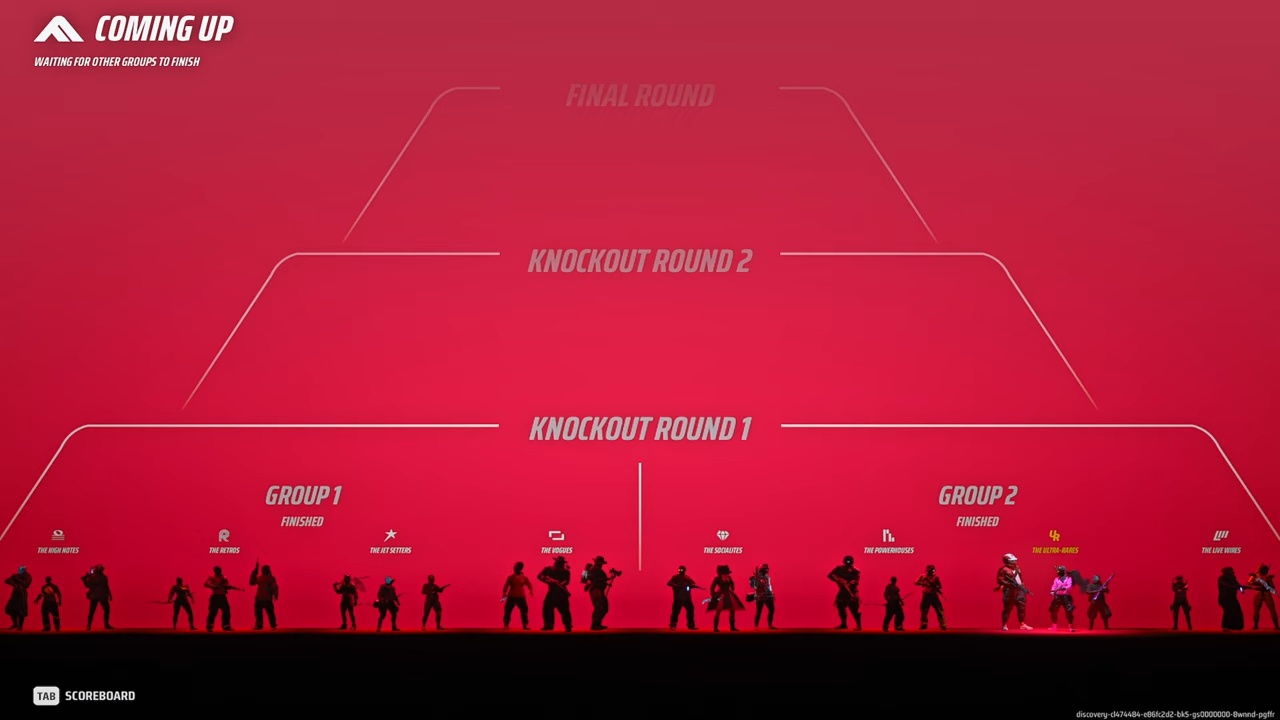 COMING UP
WAITING FOR OTHER GROUPS TO FINISH
FINAL ROUND
KNOCKOUT ROUND 2
KNOCKOUT ROUND 1
GROUP 1
FINISHED
GROUP 2
FINISHED
THE HIGH NOTES
THE RETROS
THE JET SETTERS
THE VOGUES
THE SOCIALITES
THE POWERHOUSES
THE ULTRA-RARES
THE LIVE WIRES
TAB SCOREBOARD